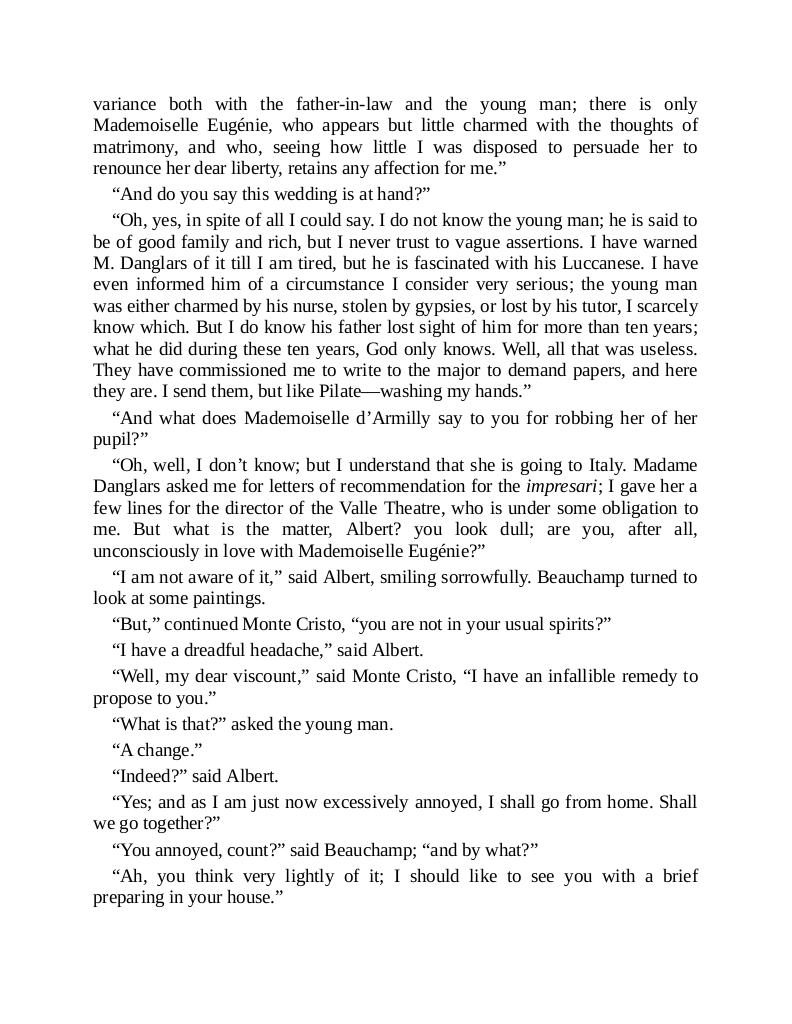 variance both with the father-in-law and the young man; there is only
Mademoiselle Eugénie, who appears but little charmed with the thoughts of
matrimony, and who, seeing how little I was disposed to persuade her to
renounce her dear liberty, retains any affection for me.”
“And do you say this wedding is at hand?”
“Oh, yes, in spite of all I could say. I do not know the young man; he is said to
be of good family and rich, but I never trust to vague assertions. I have warned
M. Danglars of it till I am tired, but he is fascinated with his Luccanese. I have
even informed him of a circumstance I consider very serious; the young man
was either charmed by his nurse, stolen by gypsies, or lost by his tutor, I scarcely
know which. But I do know his father lost sight of him for more than ten years;
what he did during these ten years, God only knows. Well, all that was useless.
They have commissioned me to write to the major to demand papers, and here
they are. I send them, but like Pilate—washing my hands.”
“And what does Mademoiselle d’Armilly say to you for robbing her of her
pupil?”
“Oh, well, I don’t know; but I understand that she is going to Italy. Madame
Danglars asked me for letters of recommendation for the impresari; I gave her a
few lines for the director of the Valle Theatre, who is under some obligation to
me. But what is the matter, Albert? you look dull; are you, after all,
unconsciously in love with Mademoiselle Eugénie?”
“I am not aware of it,” said Albert, smiling sorrowfully. Beauchamp turned to
look at some paintings.
“But,” continued Monte Cristo, “you are not in your usual spirits?”
“I have a dreadful headache,” said Albert.
“Well, my dear viscount,” said Monte Cristo, “I have an infallible remedy to
propose to you.”
“What is that?” asked the young man.
“A change.”
“Indeed?” said Albert.
“Yes; and as I am just now excessively annoyed, I shall go from home. Shall
we go together?”
“You annoyed, count?” said Beauchamp; “and by what?”
“Ah, you think very lightly of it; I should like to see you with a brief
preparing in your house.”